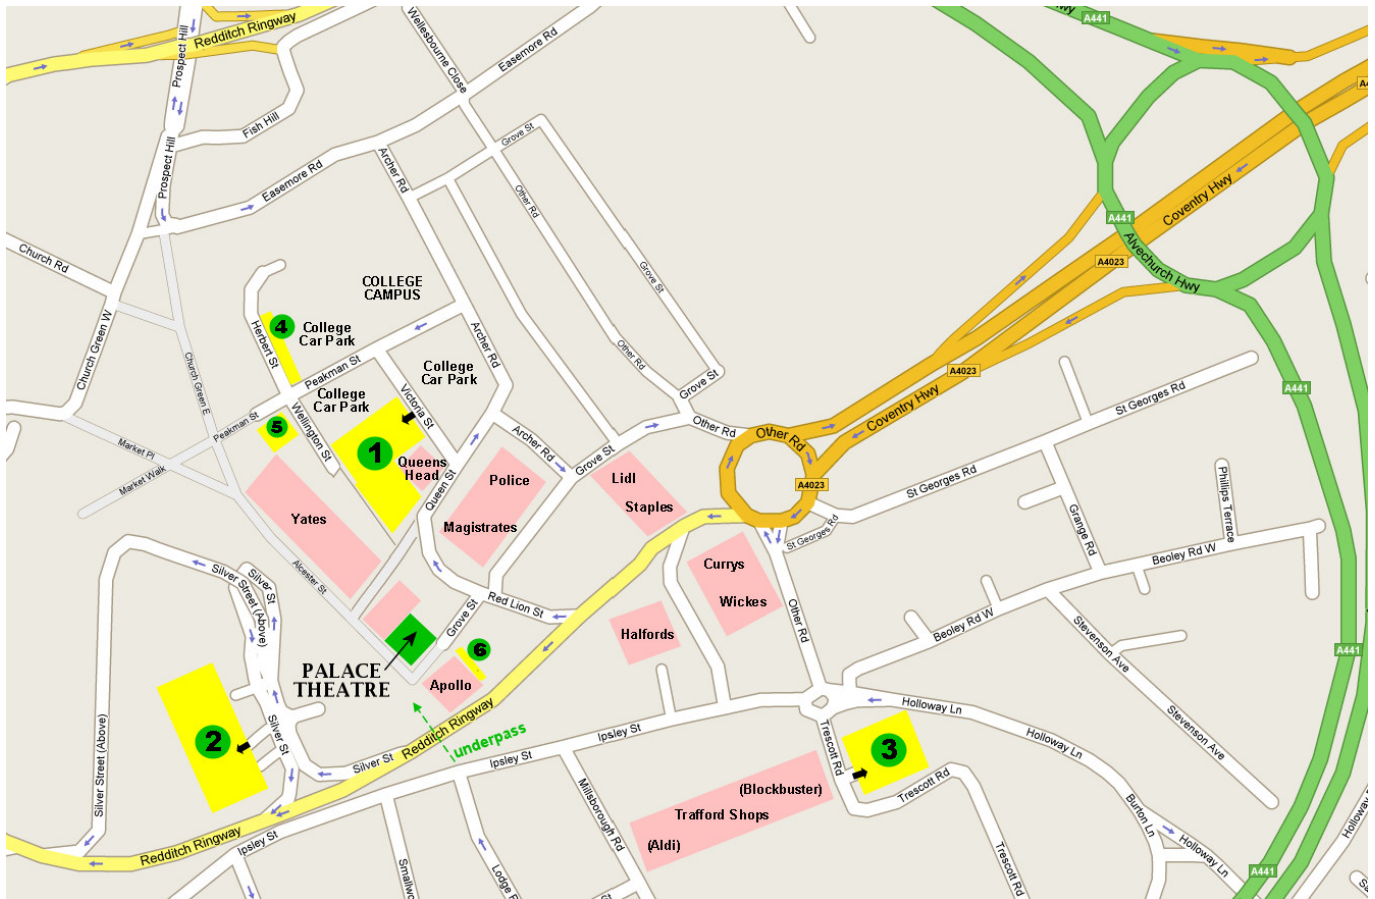 Redditch Ringway
Prospect Hill
Wellesbourne Close
Easemore Rd
A441
Fish Hill
Grove St
Prospect Hill
Easemore Rd
Archer Rd
Other Rd
Coventry Hwy
A441
Alvechurch Hwy
Church Rd
A4023
Grove St
COLLEGE
CAMPUS
4
College
Car Park
Herbert St
Church Green W
Church Green E
Peakman St
Archer Rd
Other Rd
College
Car Park
College
Car Park
Victoria St
Grove St
A4023
A441
Coventry Hwy
St Georges Rd
Peakman St
5
Wellington St
Market Pl
Market Walk
1
Queens
Head
Queen St
Archer Rd
Grove St
Other Rd
Other Rd
A4023
St Georges Rd
Police
Magistrates
Lidl
Staples
Yates
St Georges Rd
Grange Rd
Phillips Terrace
Beoley Rd W
Currys
Wickes
Alcester St
Silver St
Silver Street (Above)
Red Lion St
Grove St
Other Rd
Beoley Rd W
Stevenson Ave
Halfords
6
PALACE
THEATRE
Apollo
A441
Silver Street (Above)
2
Silver St
Redditch Ringway
underpass
Silver St
Ipsley St
Ipsley St
Holloway Ln
Stevenson Ave
Holloway Ln
Trescott Rd
3
Trescott Rd
(Blockbuster)
Trafford Shops
(Aldi)
Millsborough Rd
Burton Ln
Holloway Ln
Redditch Ringway
Ipsley St
Smallwo
Lodge
Trescott Rd
A441
Holloway